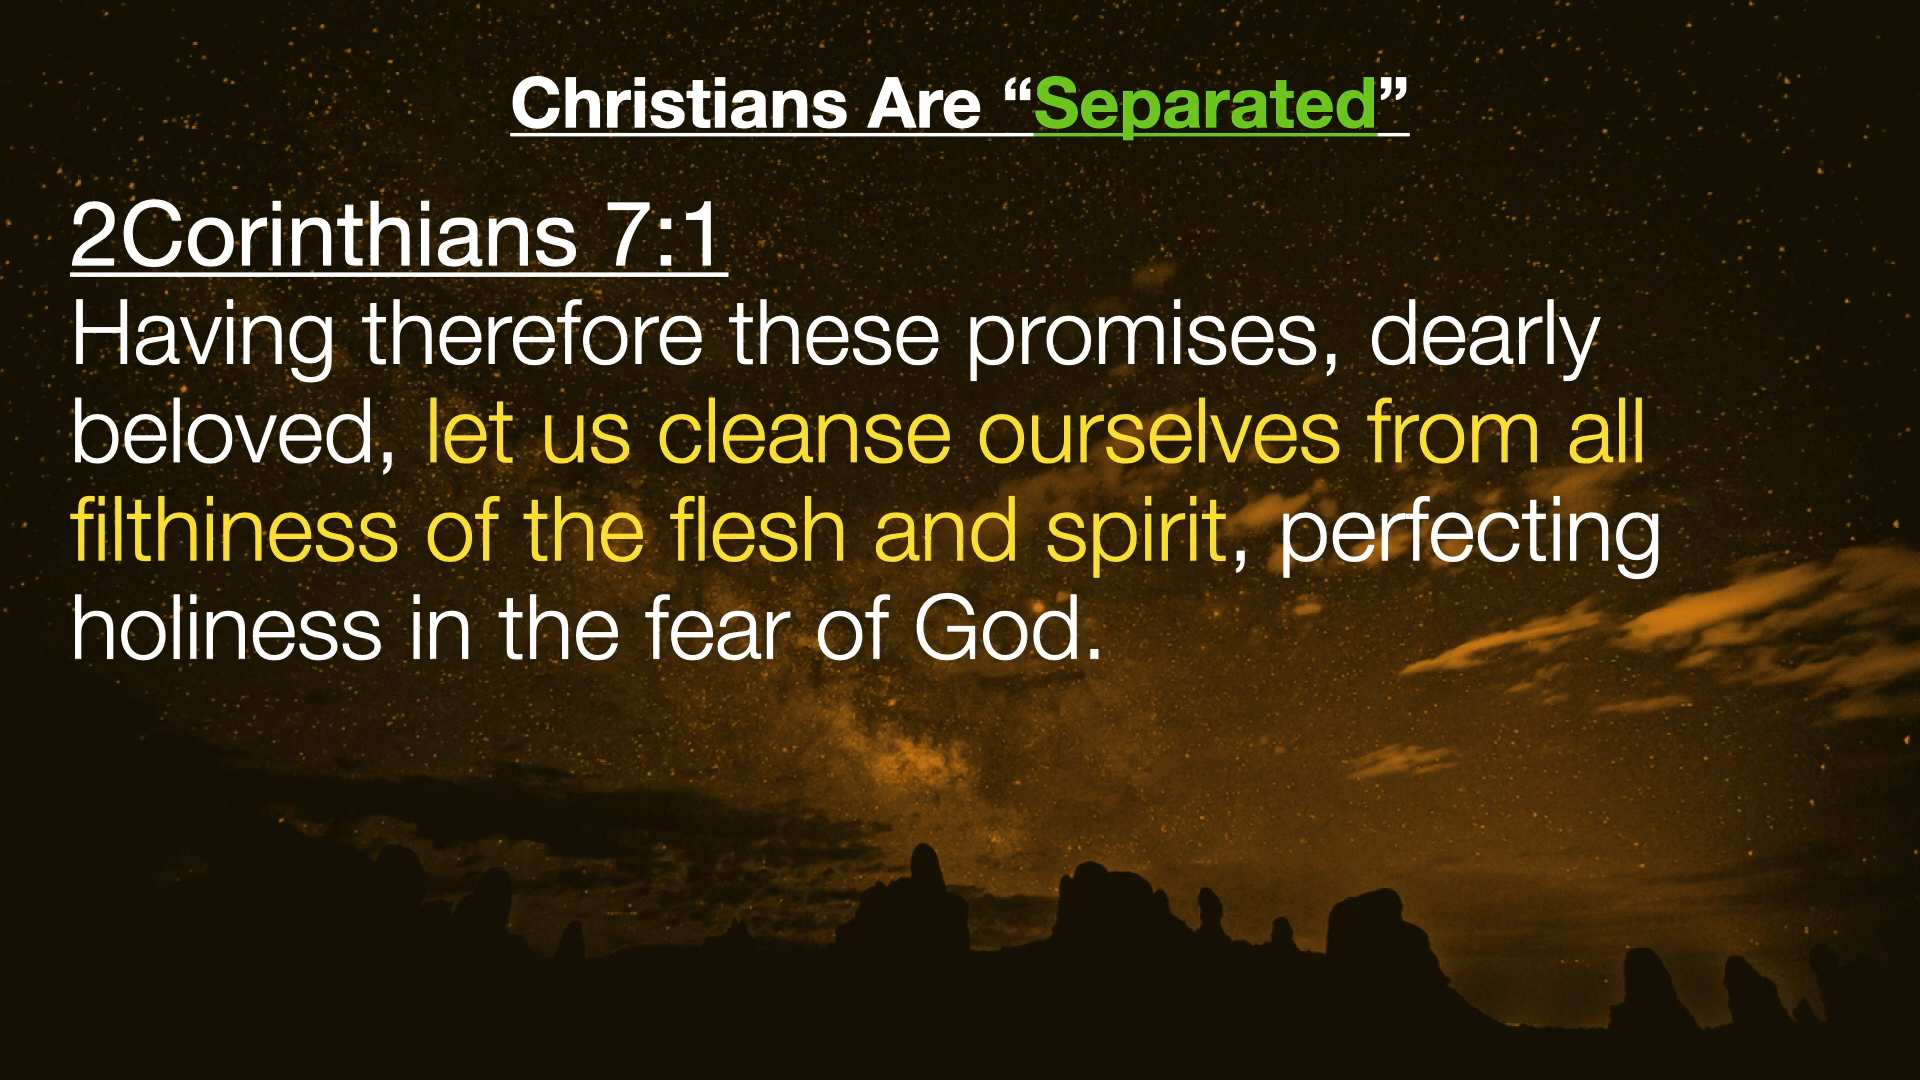 Christians Are “Separated”
2Corinthians 7:1
Having therefore these promises, dearly
beloved, let us cleanse ourselves from all
filthiness of the flesh and spirit, perfecting
holiness in the fear of God.